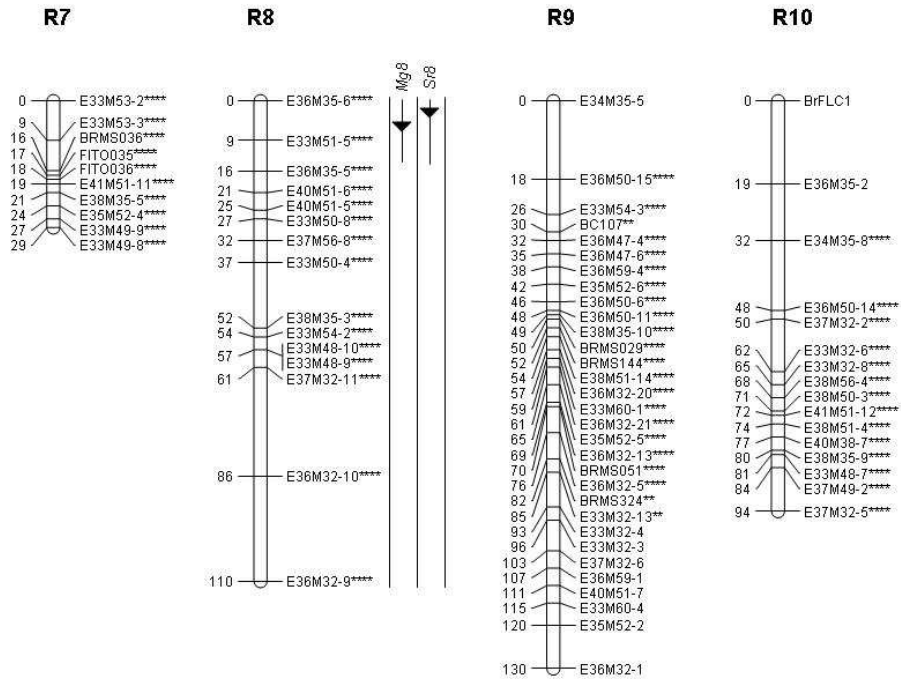 R7
0 E33M53-2****
9 E33M53-3****
16 BRMS036****
17 FITO035****
18 FITO036****
19 E41M51-11****
21 E38M35-5****
24 E35M52-4****
27 E33M49-9****
29 E33M49-8****
R8
0 E36M35-6****
9 E33M51-5****
16 E36M35-5****
21 E40M51-6****
25 E40M51-5****
27 E33M50-8****
32 E37M56-8****
37 E33M50-4****
52 E38M35-3****
54 E33M54-2****
57 E33M48-10****
E33M48-9****
61 E37M32-11****
86 E36M32-10****
110 E36M32-9****
Mg8
Sr8
R9
0 E34M35-5
18 E36M50-15****
26 E33M54-3****
30 BC107**
32 E36M47-4****
35 E36M47-6****
38 E36M59-4****
42 E35M52-6****
46 E36M50-6****
48 E36M50-11****
49 E38M35-10****
50 BRMS029****
52 BRMS144****
54 E38M51-14****
57 E36M32-20****
59 E33M60-1****
61 E36M32-21****
65 E35M52-5****
69 E36M32-13****
70 BRMS051****
76 E36M32-5****
82 BRMS324**
85 E33M32-13**
93 E33M32-4
96 E33M32-3
103 E37M32-6
107 E36M59-1
111 E40M51-7
115 E33M60-4
120 E35M52-2
130 E36M32-1
R10
0 BrFLC1
19 E36M35-2
32 E34M35-8****
48 E36M50-14****
50 E37M32-2****
62 E33M32-6****
65 E33M32-8****
68 E38M56-4****
71 E38M50-3****
72 E41M51-12****
74 E38M51-4****
77 E40M38-7****
80 E38M35-9****
81 E33M48-7****
84 E37M49-2****
94 E37M32-5****